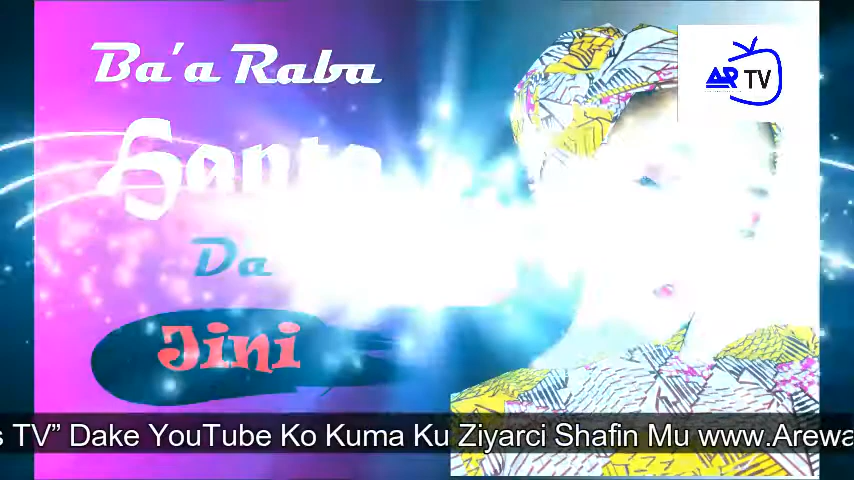 Ba'a Raba
AR TV
Da
Jini
s TV” Dake YouTube Ko Kuma Ku Ziyarci Shafin Mu www.Arewa